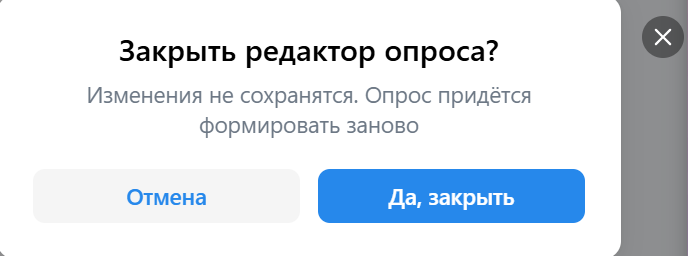 Закрыть редактор опроса?
Изменения не сохранятся. Опрос придётся
формировать заново
Отмена
Да, закрыть